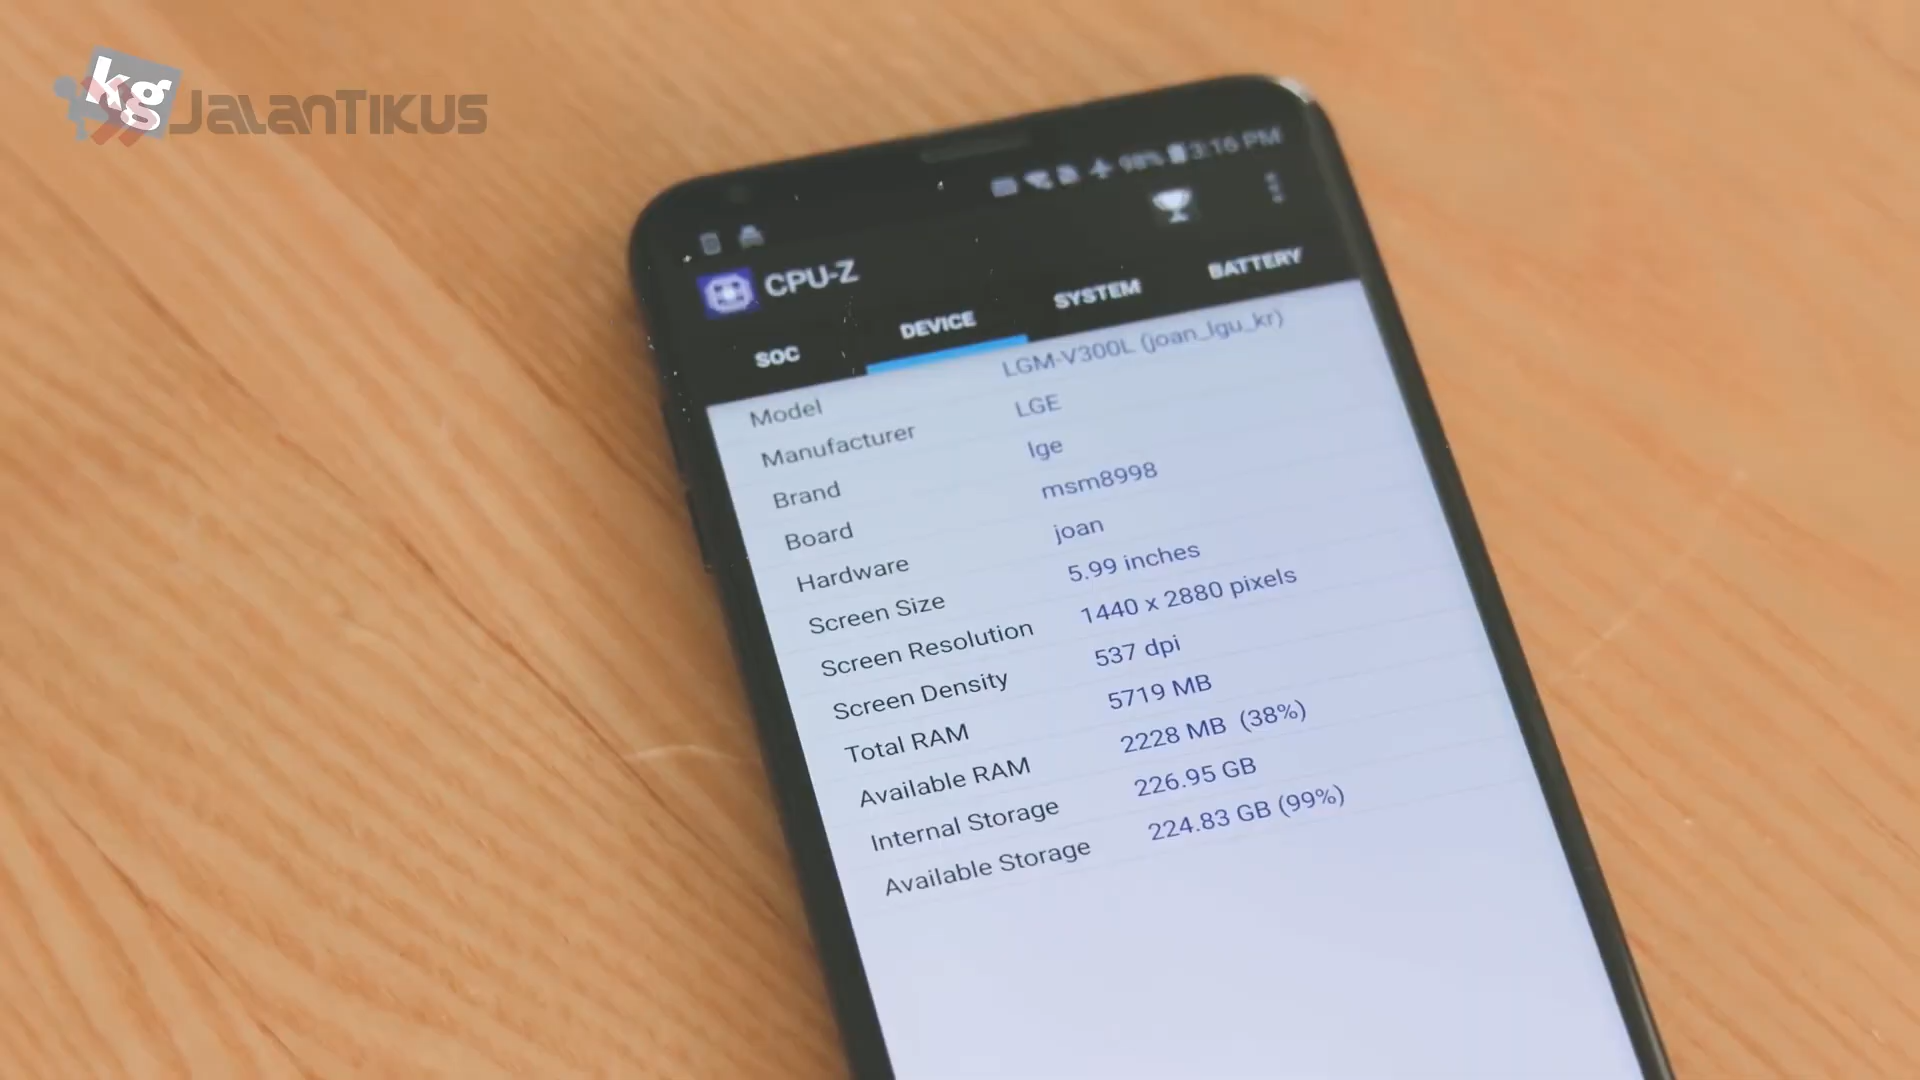 kg
s JALANTIKUS
98% 3:16 PM
CPU-Z
SOC DEVICE SYSTEM BATTERY
Model LGM-V300L (joan_lgu_kr)
Manufacturer LGE
Brand lge
Board msm8998
Hardware joan
Screen Size 5.99 inches
Screen Resolution 1440 x 2880 pixels
Screen Density 537 dpi
Total RAM 5719 MB
Available RAM 2228 MB (38%)
Internal Storage 226.95 GB
Available Storage 224.83 GB (99%)